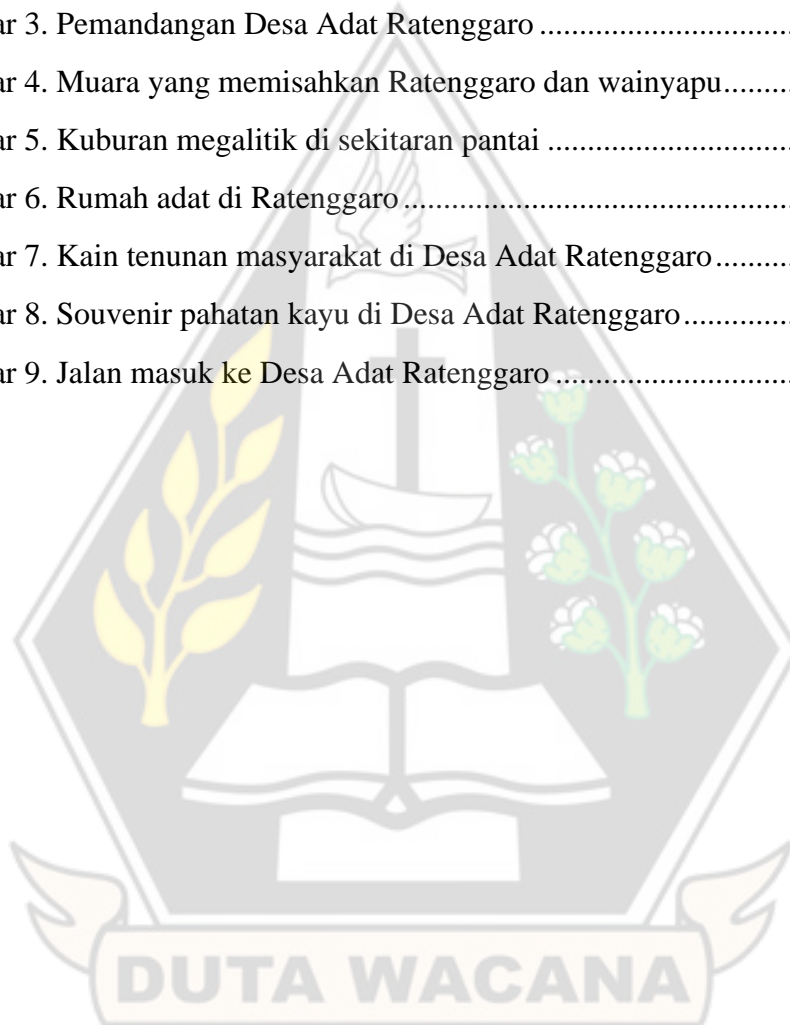 ar 3. Pemandangan Desa Adat Ratenggaro ................................
ar 4. Muara yang memisahkan Ratenggaro dan wainyapu.........
ar 5. Kuburan megalitik di sekitaran pantai ...............................
ar 6. Rumah adat di Ratenggaro.................................................
ar 7. Kain tenunan masyarakat di Desa Adat Ratenggaro..........
ar 8. Souvenir pahatan kayu di Desa Adat Ratenggaro..............
ar 9. Jalan masuk ke Desa Adat Ratenggaro ..............................
DUTA WACANA